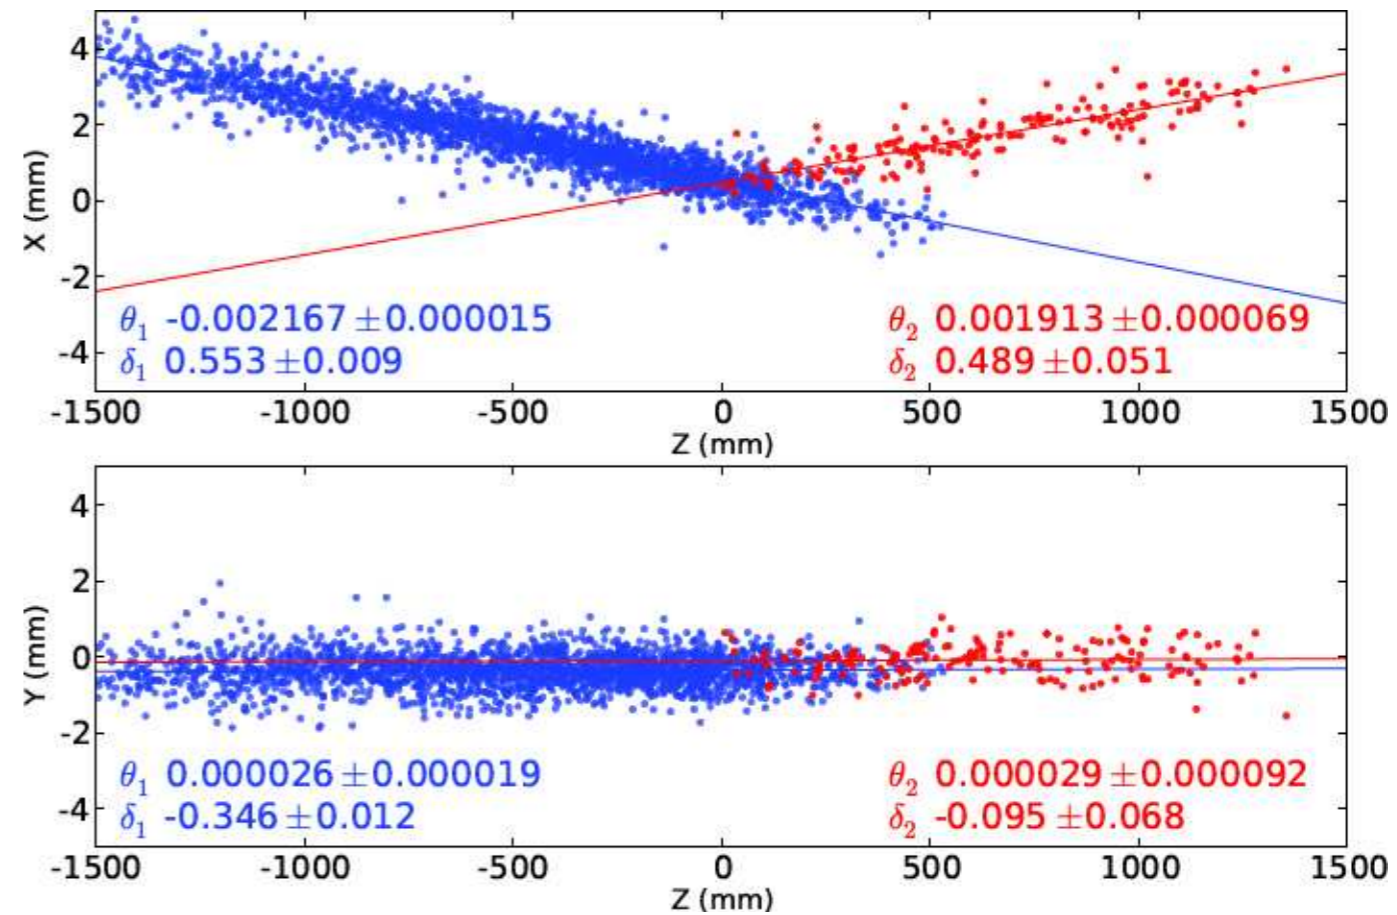 4
2
0
-2
-4
X (mm)
θ₁ -0.002167 ±0.000015
δ₁ 0.553 ±0.009
θ₂ 0.001913 ±0.000069
δ₂ 0.489 ±0.051
-1500 -1000 -500 0 500 1000 1500
Z (mm)
4
2
0
-2
-4
Y (mm)
θ₁ 0.000026 ±0.000019
δ₁ -0.346 ±0.012
θ₂ 0.000029 ±0.000092
δ₂ -0.095 ±0.068
-1500 -1000 -500 0 500 1000 1500
Z (mm)